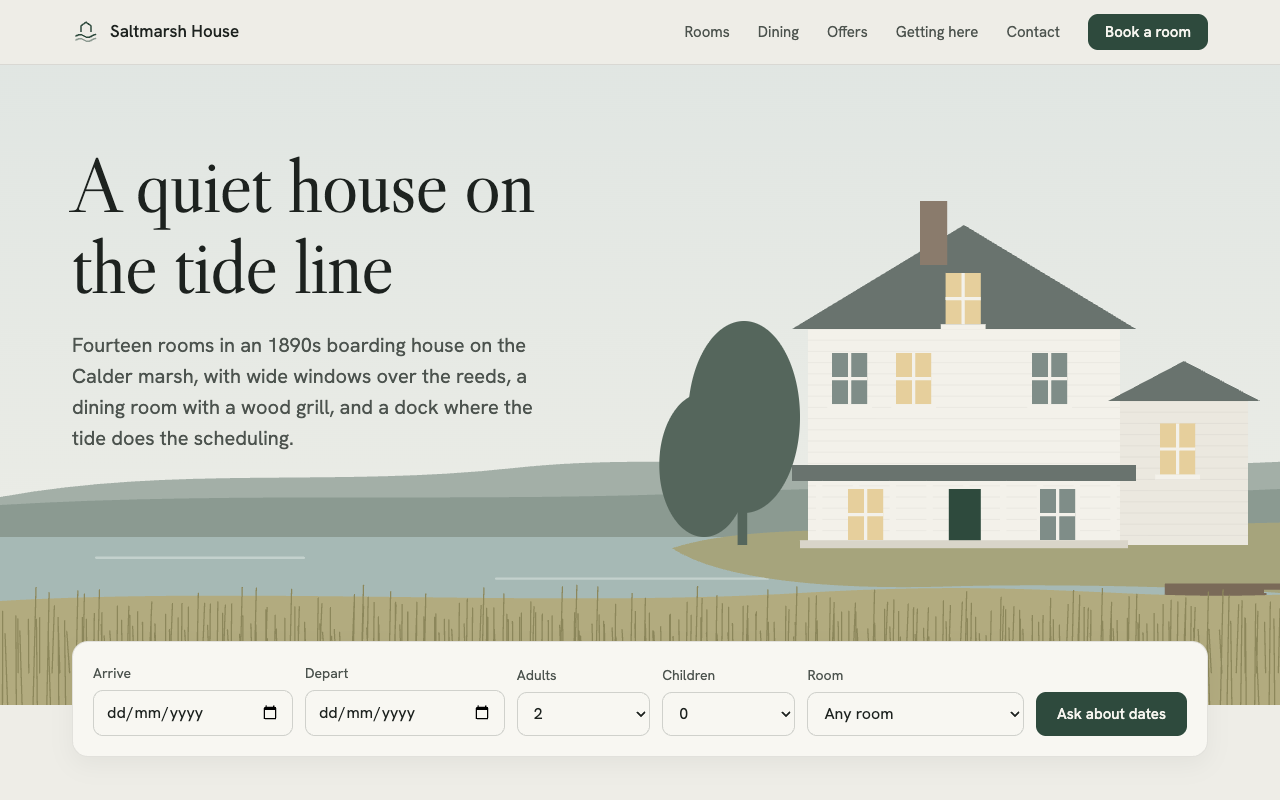 Saltmarsh House
Rooms
Dining
Offers
Getting here
Contact
Book a room
A quiet house on
the tide line
Fourteen rooms in an 1890s boarding house on the
Calder marsh, with wide windows over the reeds, a
dining room with a wood grill, and a dock where the
tide does the scheduling.
Arrive
Depart
Adults
Children
Room
dd/mm/yyyy
dd/mm/yyyy
2
0
Any room
Ask about dates